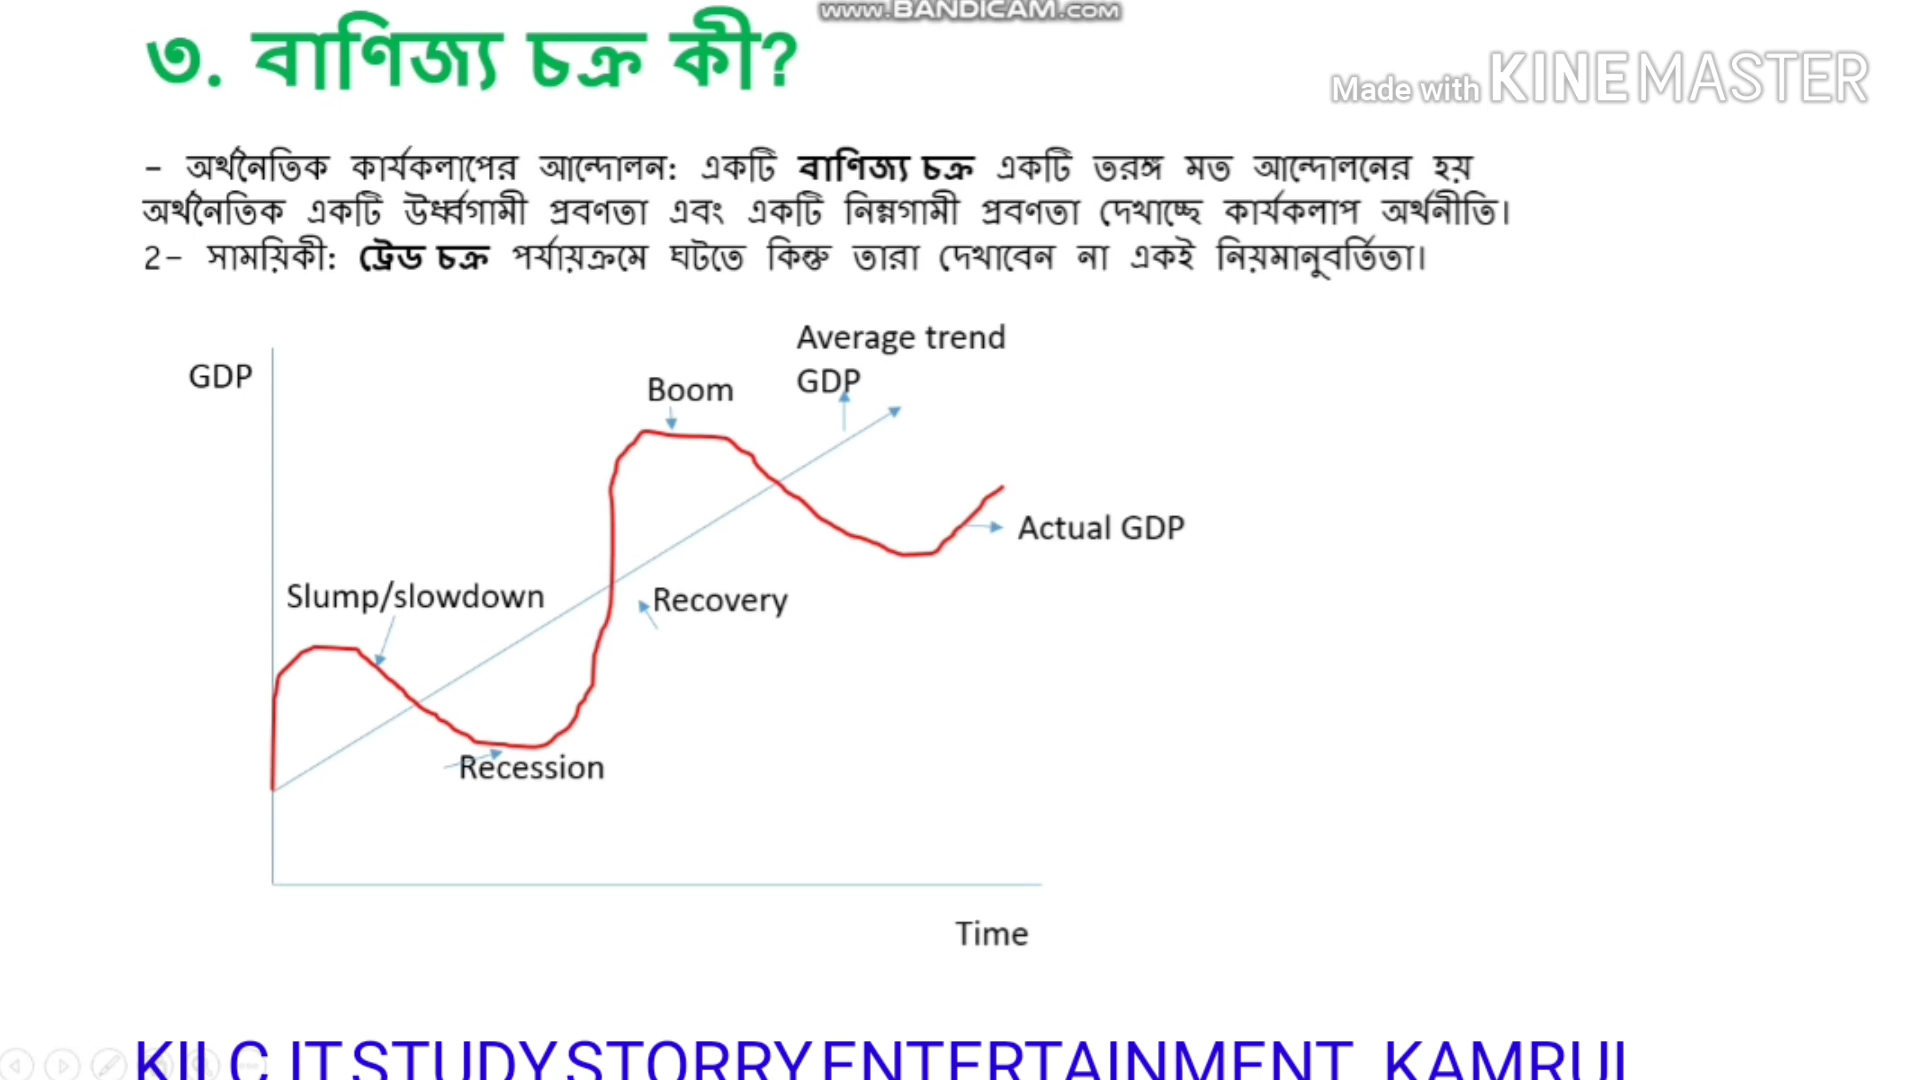 www.BANDICAM.com
৩. বাণিজ্য চক্র কী?
Made with KINEMASTER
– অর্থনৈতিক কার্যকলাপের আন্দোলন: একটি বাণিজ্য চক্র একটি তরঙ্গ মত আন্দোলনের হয়
অর্থনৈতিক একটি উর্ধ্বগামী প্রবণতা এবং একটি নিম্নগামী প্রবণতা দেখাচ্ছে কার্যকলাপ অর্থনীতি।
2– সাময়িকী: ট্রেড চক্র পর্যায়ক্রমে ঘটতে কিন্তু তারা দেখাবেন না একই নিয়মানুবর্তিতা।
Average trend
GDP
GDP
Boom
Actual GDP
Slump/slowdown
Recovery
Recession
Time
STUDY STORRY ENTERTAINMENT